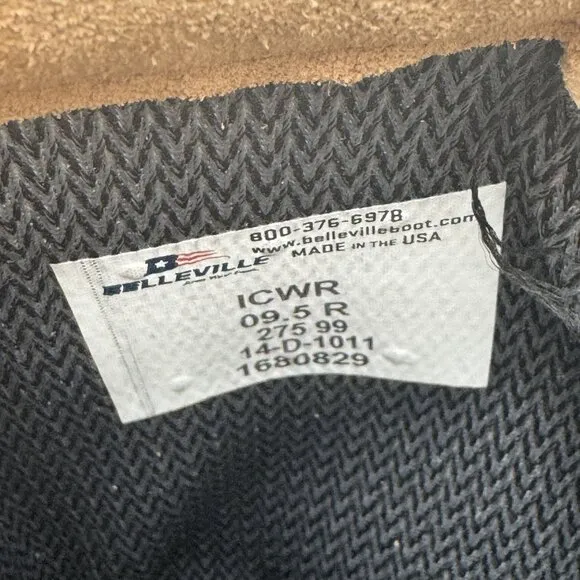 BELLEVILLE
800-376-6978
www.bellevilleboot.com
MADE IN THE USA
ICWR
09.5 R
275 99
14-D-1011
1680829